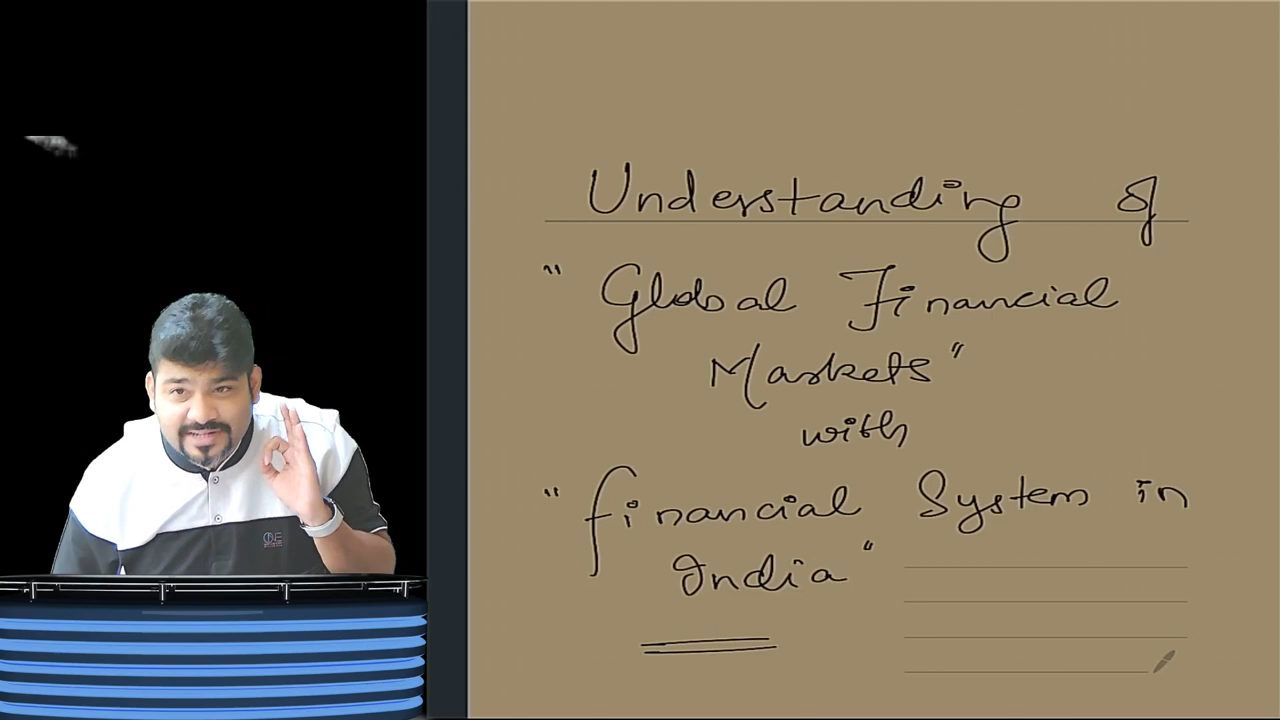 Understanding of
"Global Financial
Markets"
with
"financial System in
India"